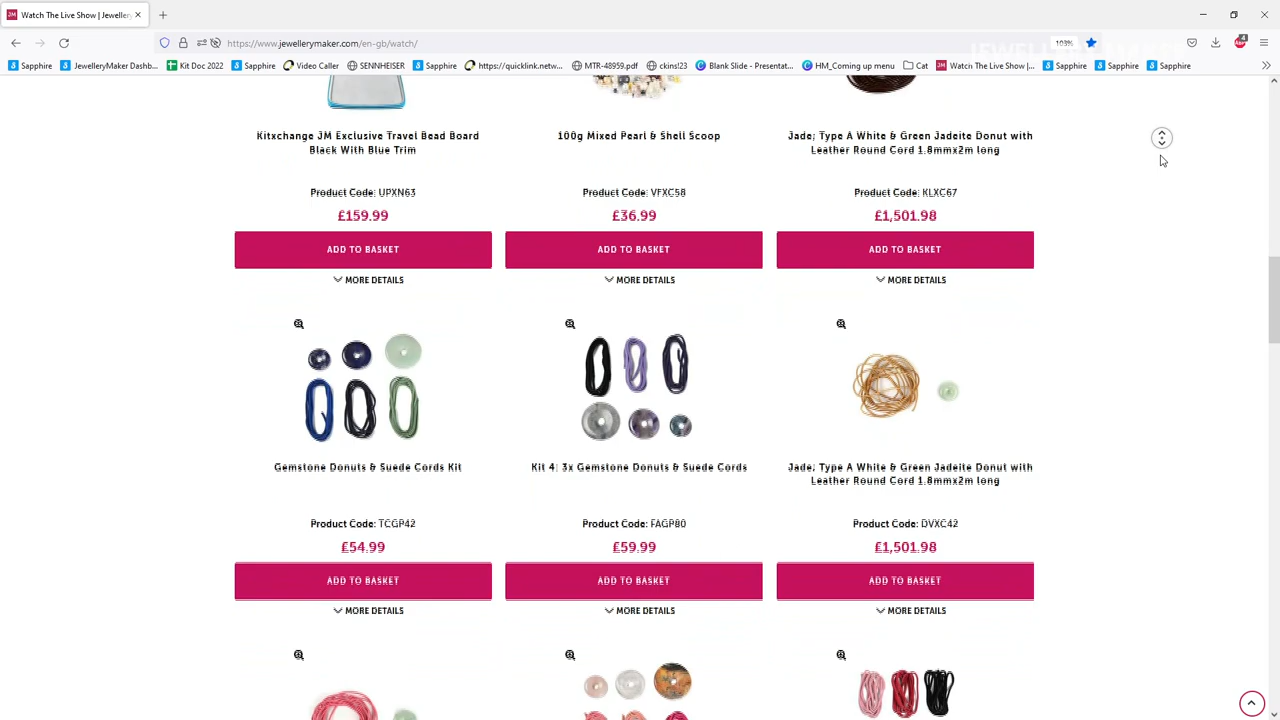 Watch The Live Show | Jeweller
https://www.jewellerymaker.com/en-gb/watch/
103%
4
JEWELLERYMAKER
Sapphire
JewelleryMaker Dashb...
Kit Doc 2022
Sapphire
Video Caller
SENNHEISER
Sapphire
https://quicklink.netw...
MTR-48959.pdf
ckins!23
Blank Slide - Presentat...
HM_Coming up menu
Cat
Watch The Live Show |...
Sapphire
Sapphire
Sapphire
Kitxchange JM Exclusive Travel Bead Board
Black With Blue Trim
Product Code: UPXN63
£159.99
ADD TO BASKET
MORE DETAILS
100g Mixed Pearl & Shell Scoop
Product Code: VFXC58
£36.99
ADD TO BASKET
MORE DETAILS
Jade; Type A White & Green Jadeite Donut with
Leather Round Cord 1.8mmx2m long
Product Code: KLXC67
£1,501.98
ADD TO BASKET
MORE DETAILS
Gemstone Donuts & Suede Cords Kit
Product Code: TCGP42
£54.99
ADD TO BASKET
MORE DETAILS
Kit 4; 3x Gemstone Donuts & Suede Cords
Product Code: FAGP80
£59.99
ADD TO BASKET
MORE DETAILS
Jade; Type A White & Green Jadeite Donut with
Leather Round Cord 1.8mmx2m long
Product Code: DVXC42
£1,501.98
ADD TO BASKET
MORE DETAILS